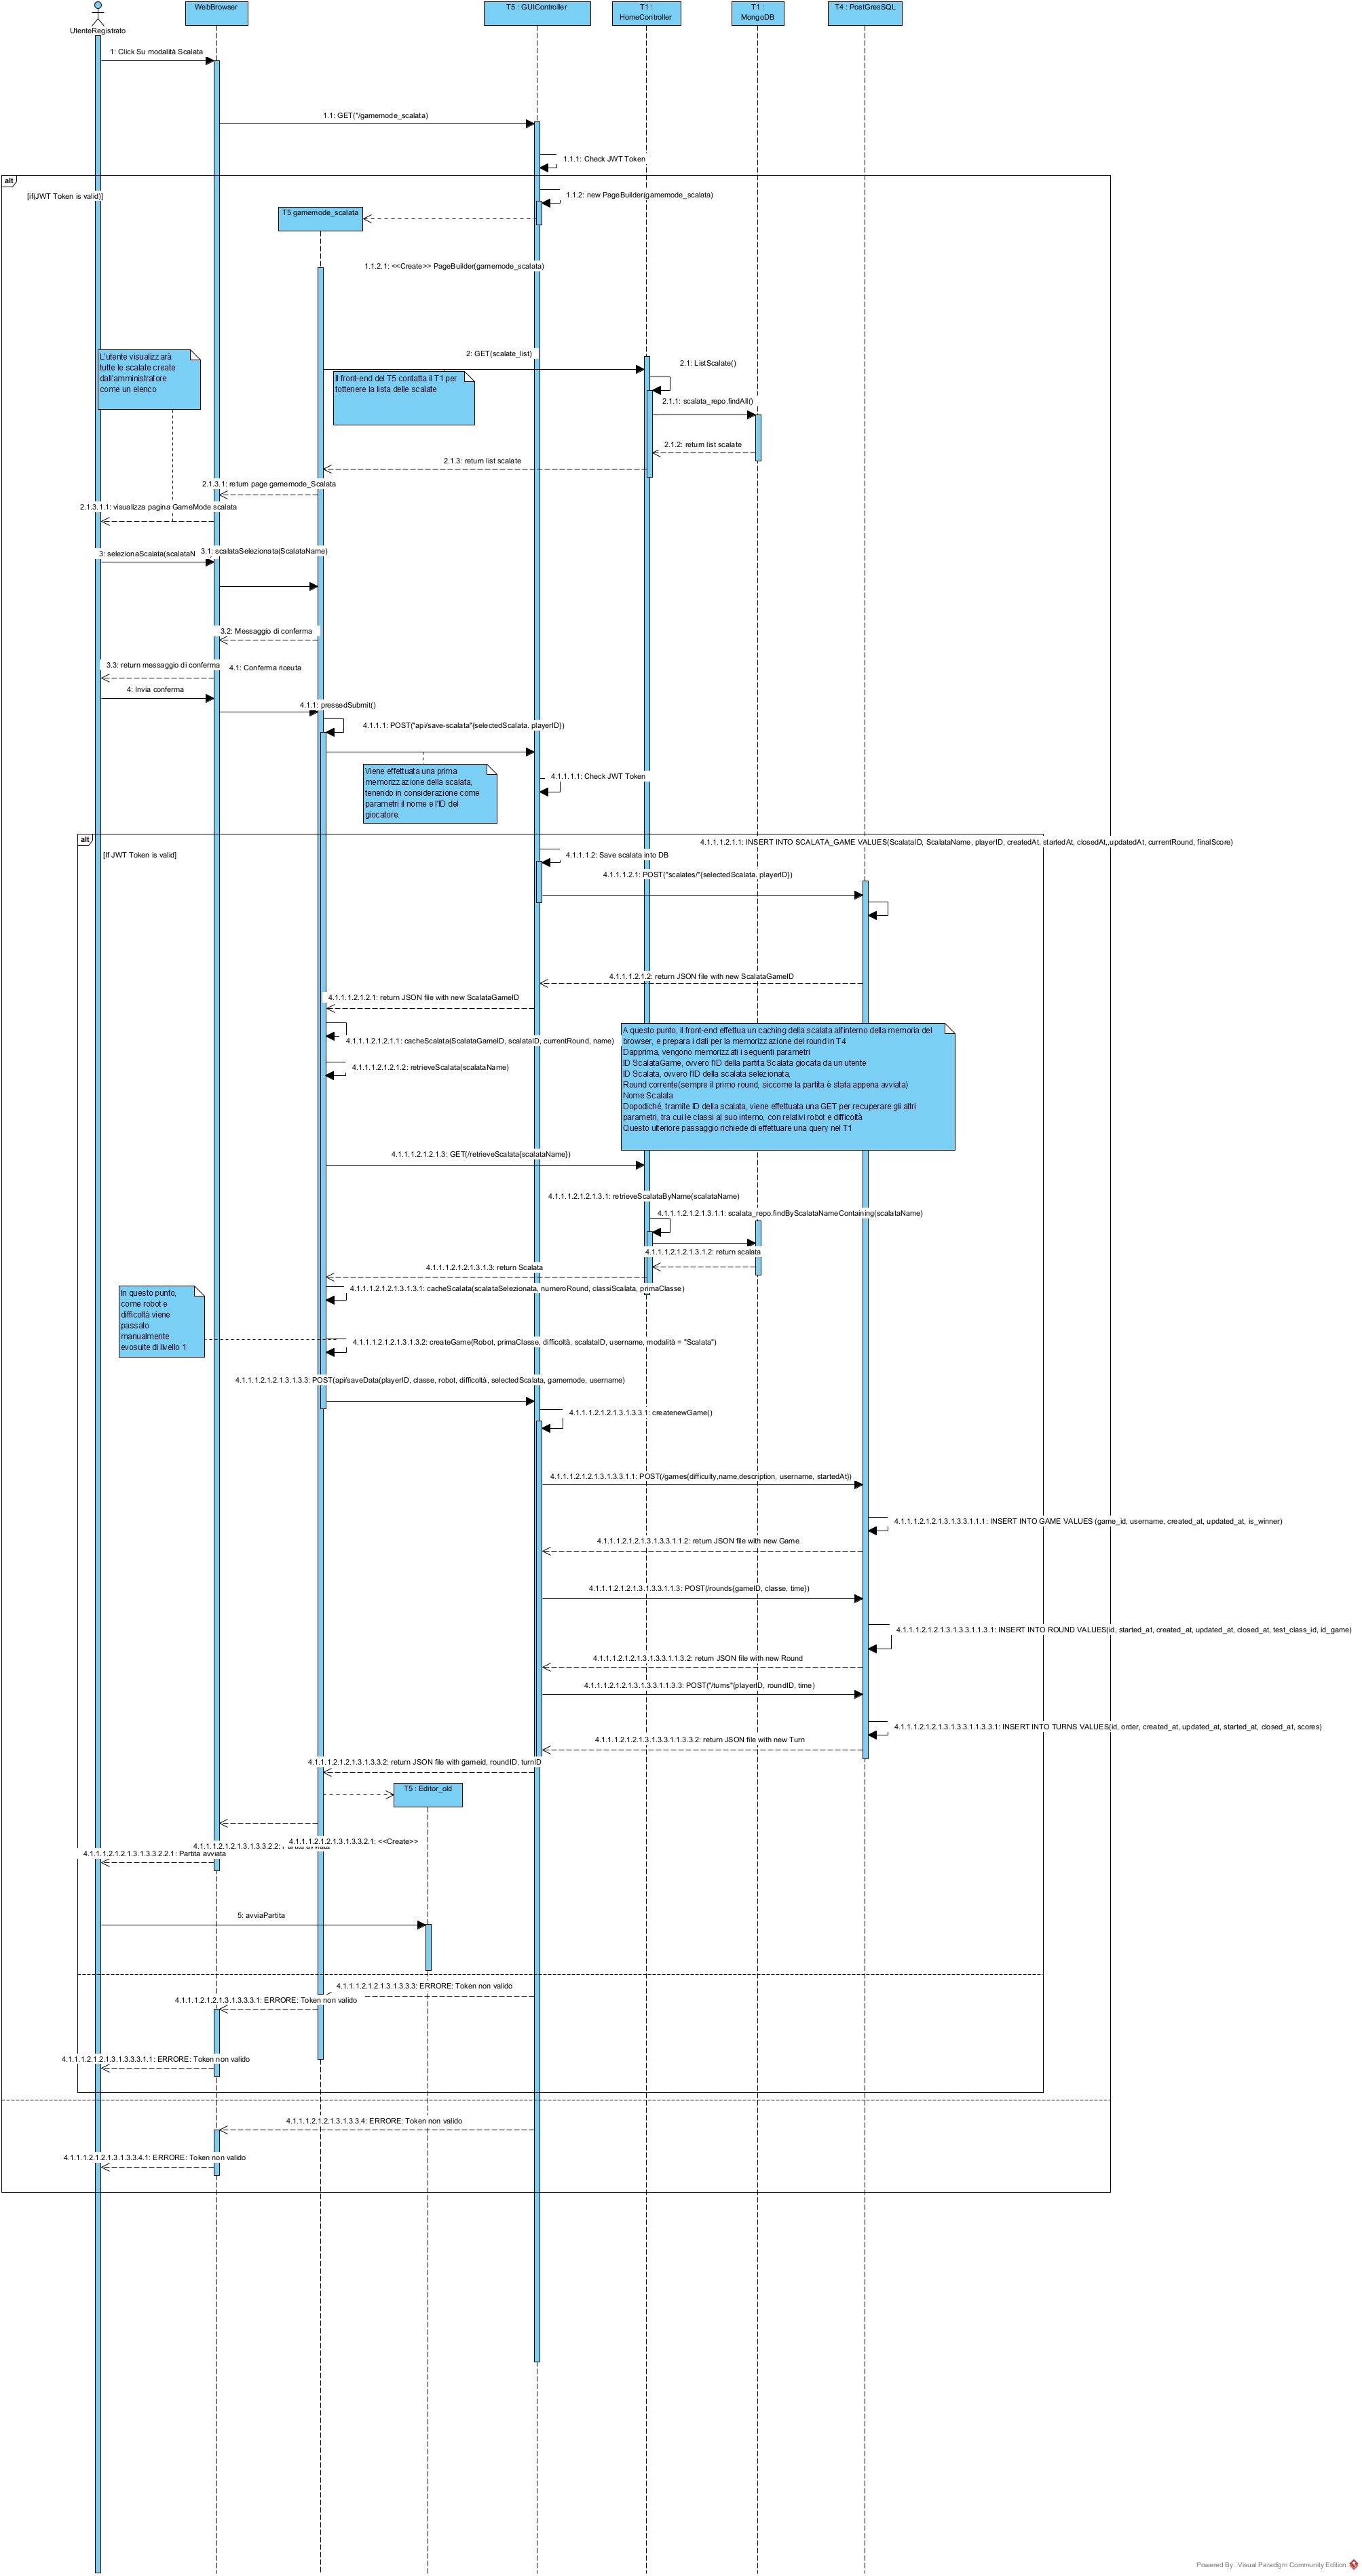 UtenteRegistrato
WebBrowser
T5 : GUIController
T1 :
HomeController
T1 :
MongoDB
T4 : PostGresSQL
1: Click Su modalità Scalata
1.1: GET("/gamemode_scalata)
1.1.1: Check JWT Token
alt
[if(JWT Token is valid)]
1.1.2: new PageBuilder(gamemode_scalata)
T5 gamemode_scalata
1.1.2.1: <<Create>> PageBuilder(gamemode_scalata)
L'utente visualizzarà
tutte le scalate create
dall'amministratore
come un elenco
2: GET(scalate_list)
2.1: ListScalate()
Il front-end del T5 contatta il T1 per
tottenere la lista delle scalate
2.1.1: scalata_repo.findAll()
2.1.2: return list scalate
2.1.3: return list scalate
2.1.3.1: return page gamemode_Scalata
2.1.3.1.1: visualizza pagina GameMode scalata
3: selezionaScalata(scalataN
3.1: scalataSelezionata(ScalataName)
3.2: Messaggio di conferma
3.3: return messaggio di conferma
4.1: Conferma riceuta
4: Invia conferma
4.1.1: pressedSubmit()
4.1.1.1: POST("api/save-scalata"{selectedScalata. playerID})
Viene effettuata una prima
memorizzazione della scalata,
tenendo in considerazione come
parametri il nome e l'ID del
giocatore.
4.1.1.1.1: Check JWT Token
alt
[If JWT Token is valid]
4.1.1.1.2.1.1: INSERT INTO SCALATA_GAME VALUES(ScalataID, ScalataName, playerID, createdAt, startedAt, closedAt,,updatedAt, currentRound, finalScore)
4.1.1.1.2: Save scalata into DB
4.1.1.1.2.1: POST("scalates/"{selectedScalata. playerID})
4.1.1.1.2.1.2: return JSON file with new ScalataGameID
4.1.1.1.2.1.2.1: return JSON file with new ScalataGameID
4.1.1.1.2.1.2.1.1: cacheScalata(ScalataGameID, scalataID, currentRound, name)
4.1.1.1.2.1.2.1.2: retrieveScalata(scalataName)
A questo punto, il front-end effettua un caching della scalata all'interno della memoria del
browser, e prepara i dati per la memorizzazione del round in T4
Dapprima, vengono memorizzati i seguenti parametri
ID ScalataGame, ovvero l'ID della partita Scalata giocata da un utente
ID Scalata, ovvero l'ID della scalata selezionata,
Round corrente(sempre il primo round, siccome la partita è stata appena avviata)
Nome Scalata
Dopodiché, tramite ID della scalata, viene effettuata una GET per recuperare gli altri
parametri, tra cui le classi al suo interno, con relativi robot e difficoltà
Questo ulteriore passaggio richiede di effettuare una query nel T1
4.1.1.1.2.1.2.1.3: GET(/retrieveScalata{scalataName})
4.1.1.1.2.1.2.1.3.1: retrieveScalataByName(scalataName)
4.1.1.1.2.1.2.1.3.1.1: scalata_repo.findByScalataNameContaining(scalataName)
4.1.1.1.2.1.2.1.3.1.2: return scalata
4.1.1.1.2.1.2.1.3.1.3: return Scalata
4.1.1.1.2.1.2.1.3.1.3.1: cacheScalata(scalataSelezionata, numeroRound, classiScalata, primaClasse)
In questo punto,
come robot e
difficoltà viene
passato
manualmente
evosuite di livello 1
4.1.1.1.2.1.2.1.3.1.3.2: createGame(Robot, primaClasse, difficoltà, scalataID, username, modalità = "Scalata")
4.1.1.1.2.1.2.1.3.1.3.3: POST(api/saveData(playerID, classe, robot, difficoltà, selectedScalata, gamemode, username)
4.1.1.1.2.1.2.1.3.1.3.3.1: createnewGame()
4.1.1.1.2.1.2.1.3.1.3.3.1.1: POST(/games{difficulty,name,description, username, startedAt})
4.1.1.1.2.1.2.1.3.1.3.3.1.1.1: INSERT INTO GAME VALUES (game_id, username, created_at, updated_at, is_winner)
4.1.1.1.2.1.2.1.3.1.3.3.1.1.2: return JSON file with new Game
4.1.1.1.2.1.2.1.3.1.3.3.1.1.3: POST(/rounds{gameID, classe, time})
4.1.1.1.2.1.2.1.3.1.3.3.1.1.3.1: INSERT INTO ROUND VALUES(id, started_at, created_at, updated_at, closed_at, test_class_id, id_game)
4.1.1.1.2.1.2.1.3.1.3.3.1.1.3.2: return JSON file with new Round
4.1.1.1.2.1.2.1.3.1.3.3.1.1.3.3: POST("/turns"{playerID, roundID, time)
4.1.1.1.2.1.2.1.3.1.3.3.1.1.3.3.1: INSERT INTO TURNS VALUES(id, order, created_at, updated_at, started_at, closed_at, scores)
4.1.1.1.2.1.2.1.3.1.3.3.1.1.3.3.2: return JSON file with new Turn
4.1.1.1.2.1.2.1.3.1.3.3.2: return JSON file with gameid, roundID, turnID
T5 : Editor_old
4.1.1.1.2.1.2.1.3.1.3.3.2.1: <<Create>>
4.1.1.1.2.1.2.1.3.1.3.3.2.2:
4.1.1.1.2.1.2.1.3.1.3.3.2.2.1: Partita avviata
5: avviaPartita
4.1.1.1.2.1.2.1.3.1.3.3.3: ERRORE: Token non valido
4.1.1.1.2.1.2.1.3.1.3.3.3.1: ERRORE: Token non valido
4.1.1.1.2.1.2.1.3.1.3.3.3.1.1: ERRORE: Token non valido
4.1.1.1.2.1.2.1.3.1.3.3.4: ERRORE: Token non valido
4.1.1.1.2.1.2.1.3.1.3.3.4.1: ERRORE: Token non valido
Powered By Visual Paradigm Community Edition